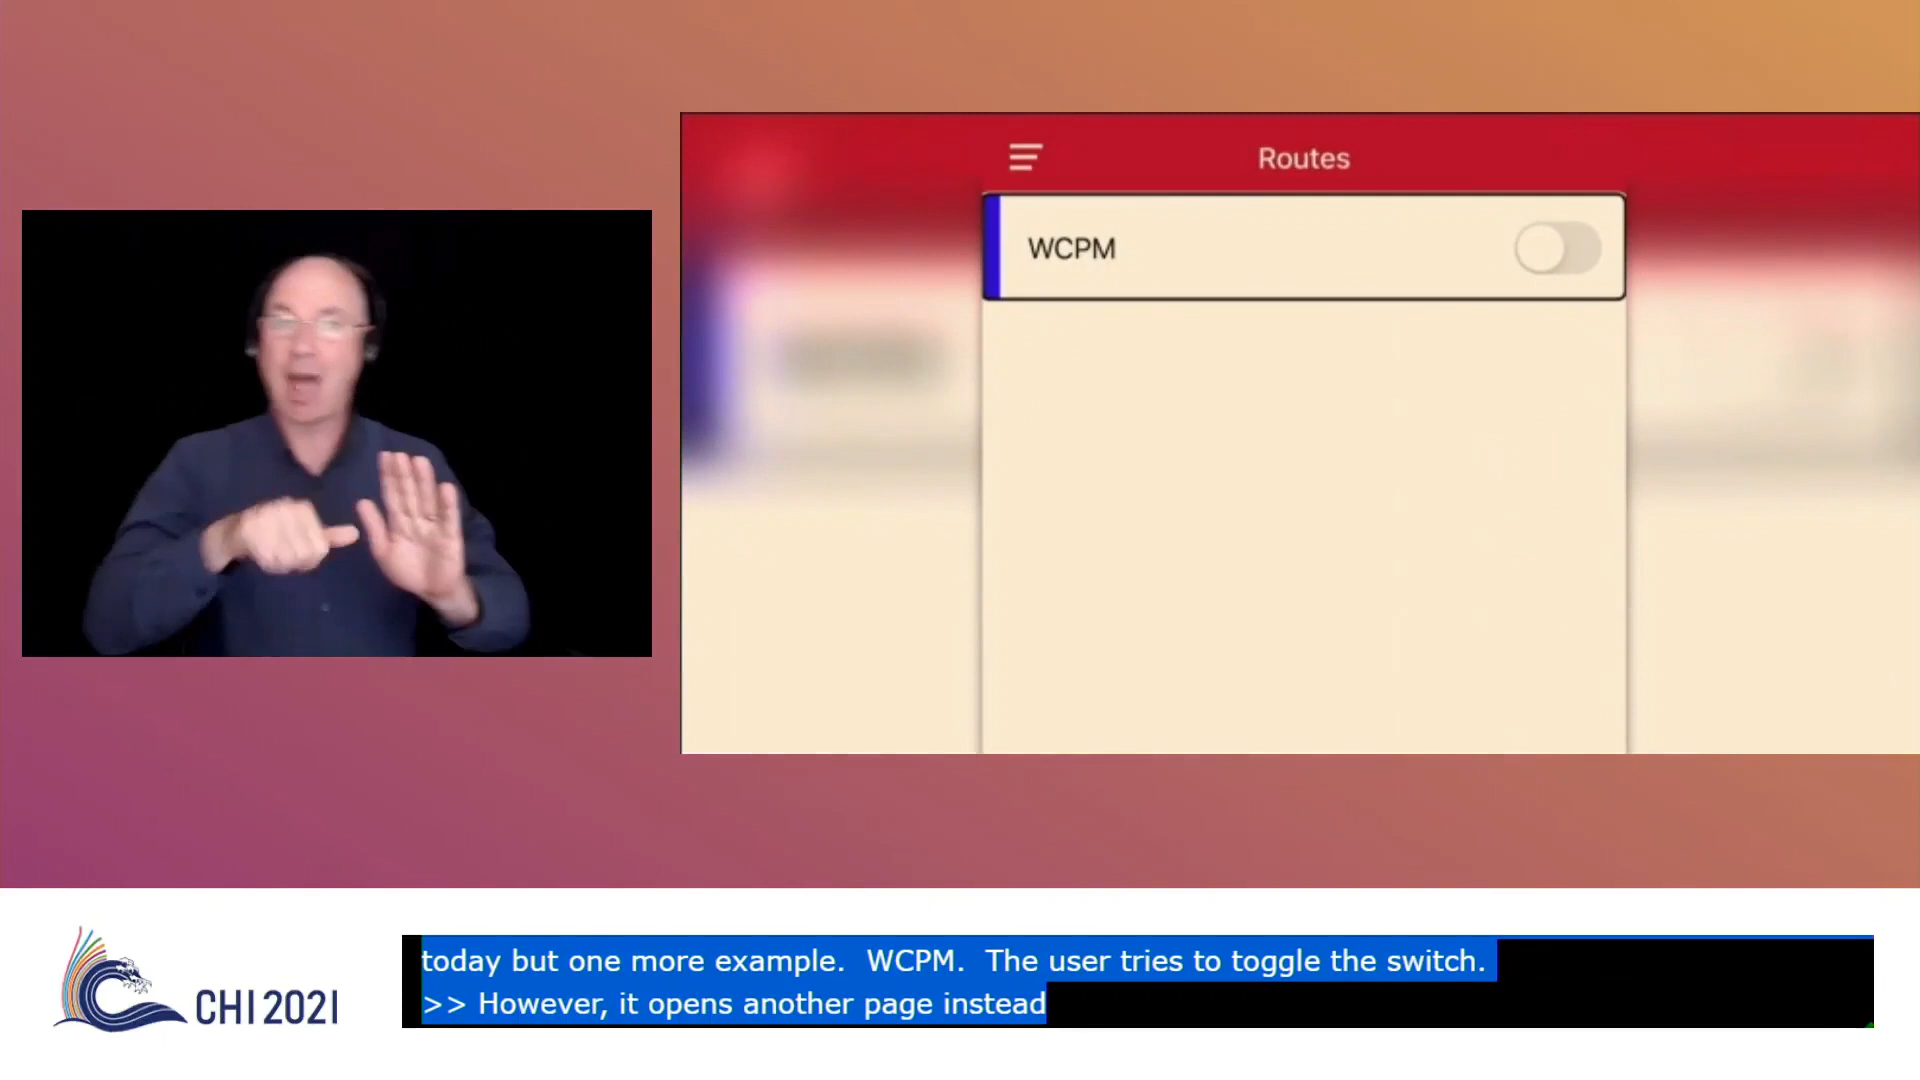 Routes
WCPM
today but one more example.  WCPM.  The user tries to toggle the switch.
>> However, it opens another page instead
CHI 2021